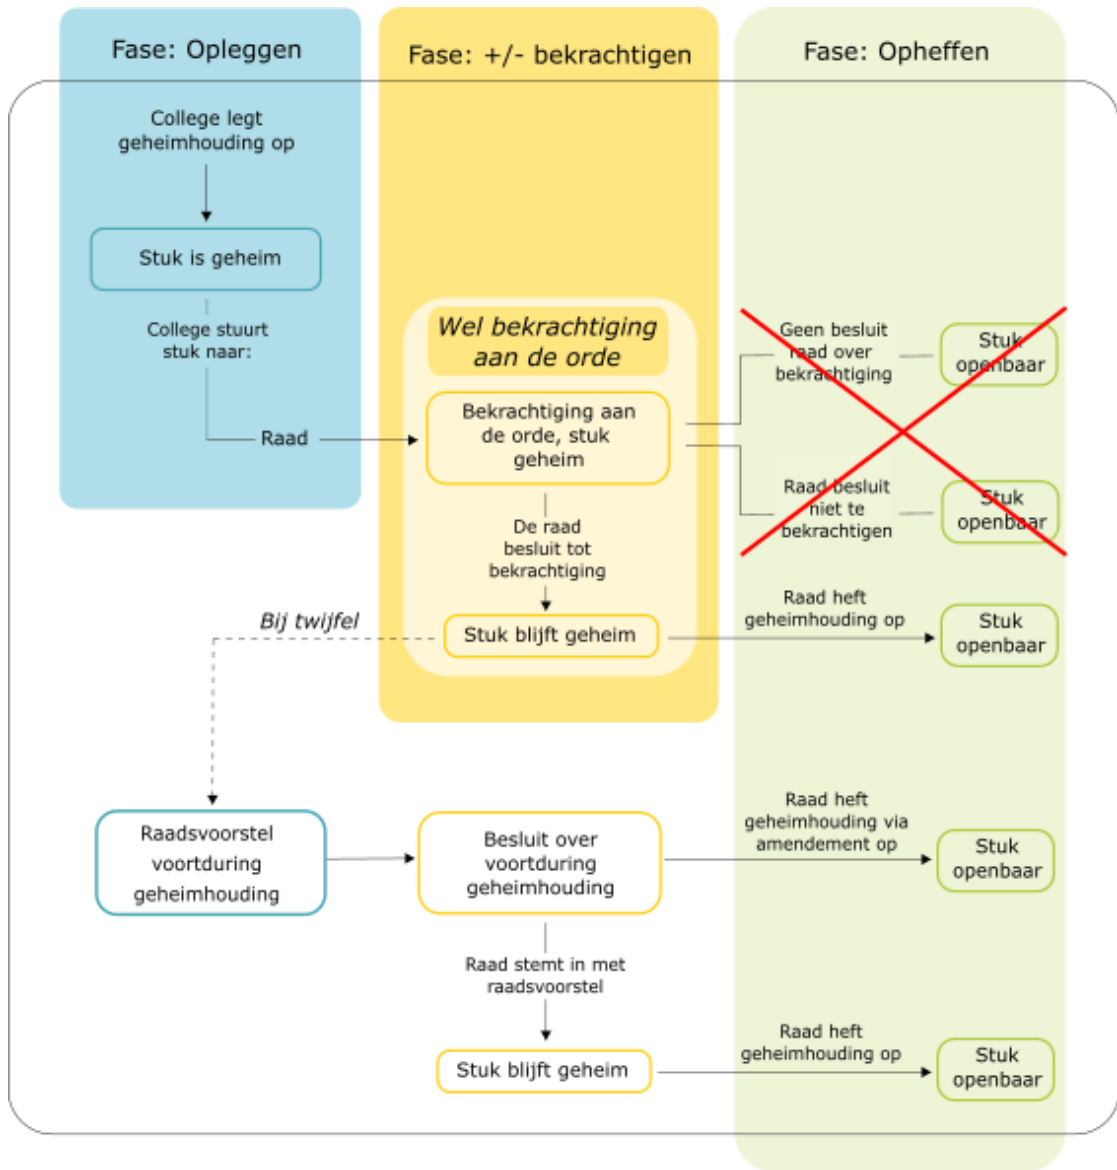 Fase: Opleggen
Fase: +/- bekrachtigen
Fase: Opheffen
College legt
geheimhouding op
Stuk is geheim
College stuurt
stuk naar:
Raad
Wel bekrachtiging
aan de orde
Bekrachtiging aan
de orde, stuk
geheim
Geen besluit
raad over
bekrachtiging
Stuk
openbaar
Raad besluit
niet te
bekrachtigen
Stuk
openbaar
De raad
besluit tot
bekrachtiging
Stuk blijft geheim
Raad heft
geheimhouding op
Stuk
openbaar
Bij twijfel
Raadsvoorstel
voortduring
geheimhouding
Besluit over
voortduring
geheimhouding
Raad heft
geheimhouding via
amendement op
Stuk
openbaar
Raad stemt in met
raadsvoorstel
Stuk blijft geheim
Raad heft
geheimhouding op
Stuk
openbaar